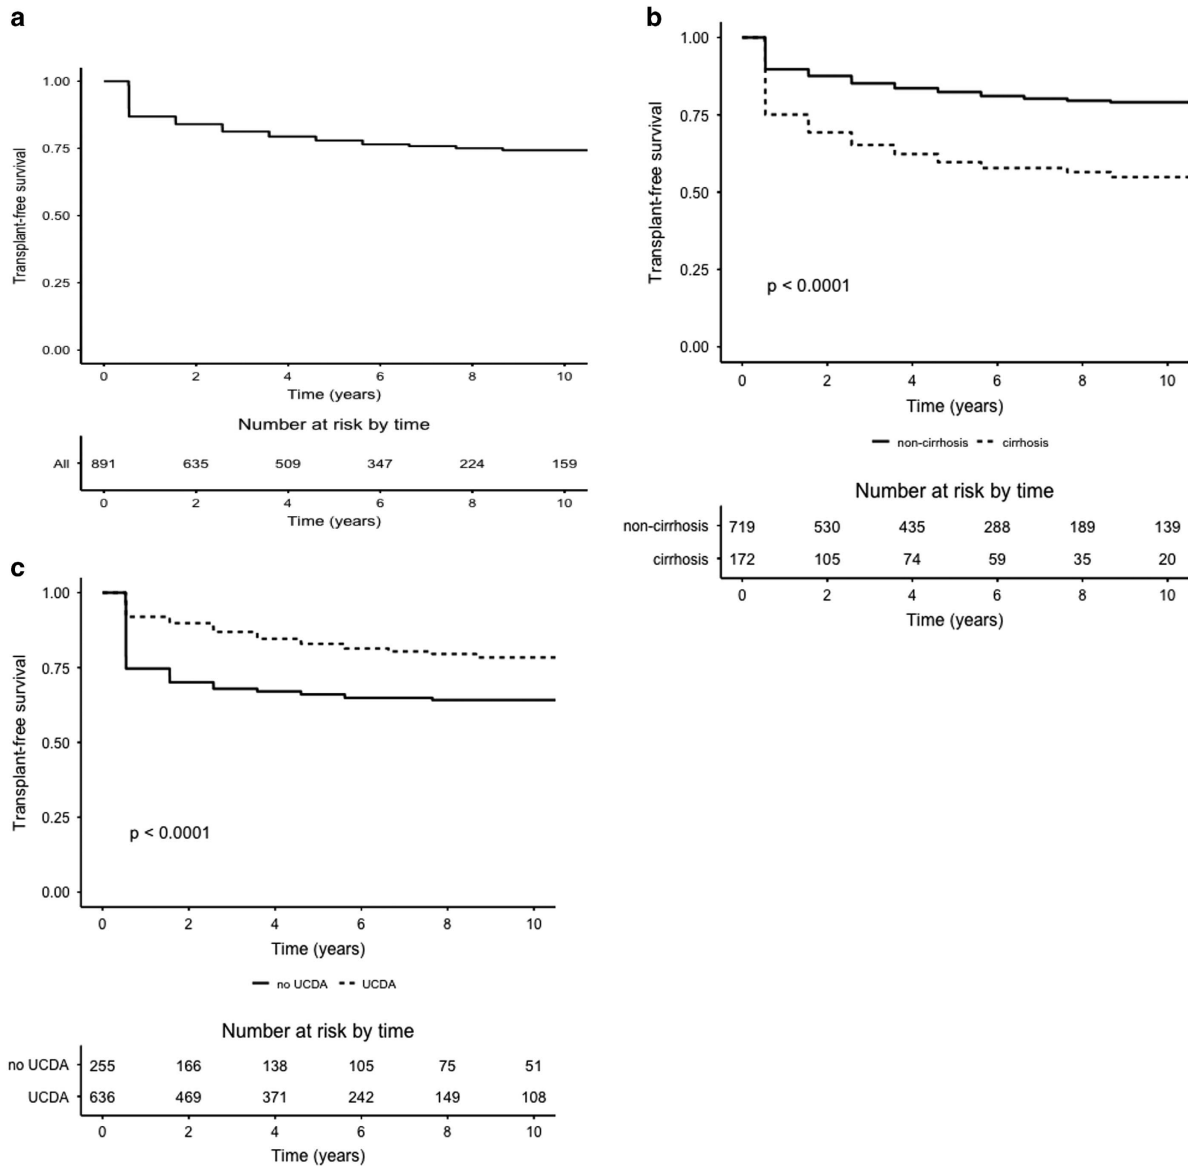 a
1.00
0.75
0.50
0.25
0.00
Transplant-free survival
0 2 4 6 8 10
Time (years)
Number at risk by time
All 891 635 509 347 224 159
0 2 4 6 8 10
Time (years)
b
1.00
0.75
0.50
0.25
0.00
Transplant-free survival
p < 0.0001
0 2 4 6 8 10
Time (years)
non-cirrhosis cirrhosis
Number at risk by time
non-cirrhosis 719 530 435 288 189 139
cirrhosis 172 105 74 59 35 20
0 2 4 6 8 10
Time (years)
c
1.00
0.75
0.50
0.25
0.00
Transplant-free survival
p < 0.0001
0 2 4 6 8 10
Time (years)
no UCDA UCDA
Number at risk by time
no UCDA 255 166 138 105 75 51
UCDA 636 469 371 242 149 108
0 2 4 6 8 10
Time (years)